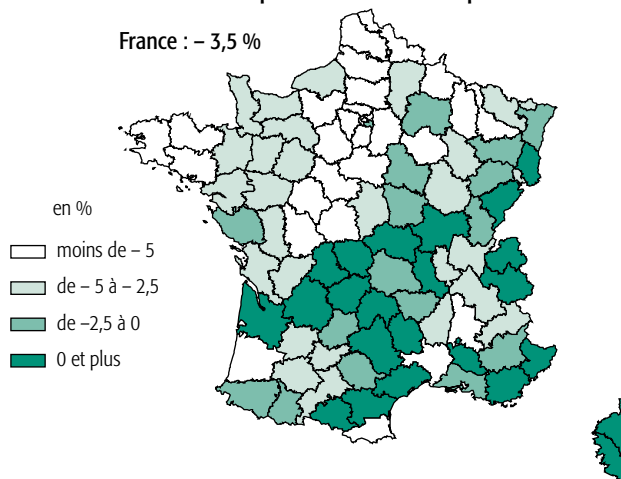 France : – 3,5 %
en %
moins de – 5
de – 5 à – 2,5
de –2,5 à 0
0 et plus